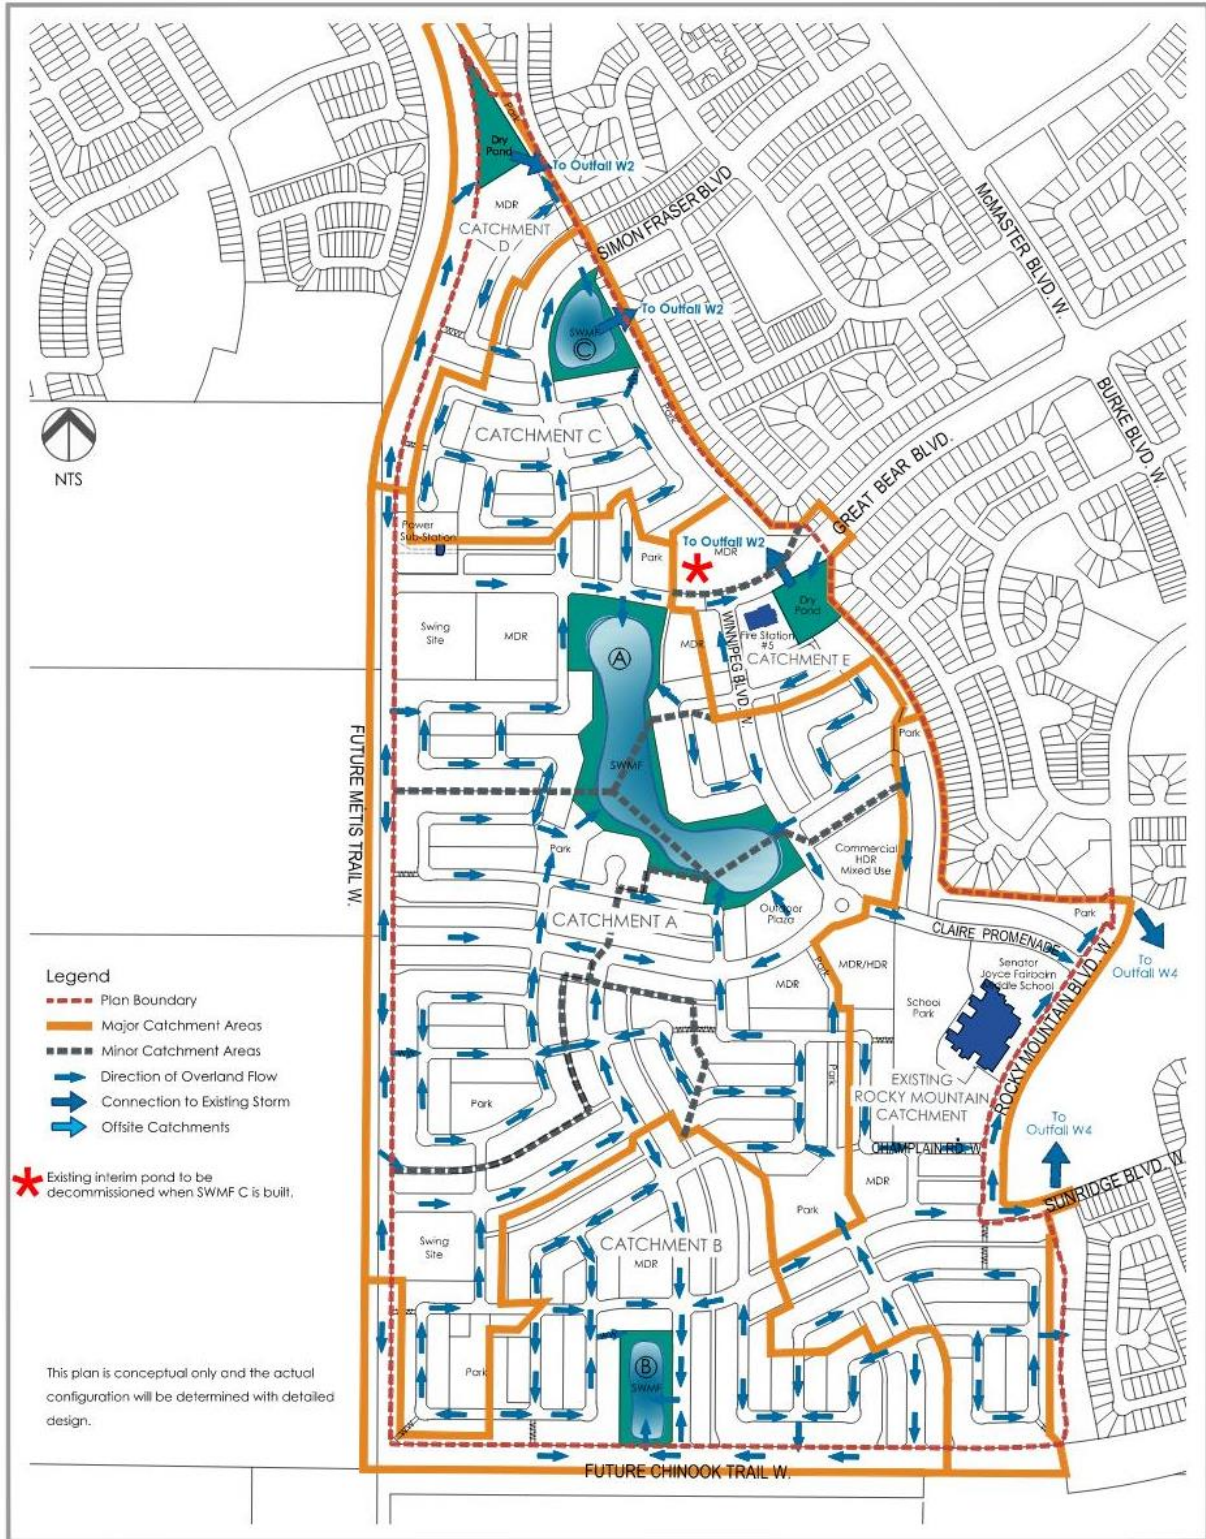 Park
Dry
Pond
To Outfall W2
MDR
CATCHMENT
D
SIMON FRASER BLVD
McMASTER BLVD. W.
To Outfall W2
SWMF
C
BURKE BLVD. W.
NTS
Park
CATCHMENT C
GREAT BEAR BLVD.
Power
Sub-Station
To Outfall W2
MDR
Park
Dry
Pond
Swing
Site
MDR
A
MDR
WINNIPEG BLVD. W.
Fire Station
#5
CATCHMENT E
Park
FUTURE MÉTIS TRAIL W.
SWMF
Park
Commercial
HDR
Mixed Use
CATCHMENT A
Outdoor
Plaza
Park
CLAIRE PROMENADE
To
Outfall W4
Legend
Plan Boundary
Major Catchment Areas
Minor Catchment Areas
Direction of Overland Flow
Connection to Existing Storm
Offsite Catchments
Existing interim pond to be
decommissioned when SWMF C is built.
Park
MDR/HDR
MDR
Senator
Joyce Fairbairn
Middle School
School
Park
ROCKY MOUNTAIN BLVD. W.
Park
Park
EXISTING
ROCKY MOUNTAIN
CATCHMENT
To
Outfall W4
CHAMPLAIN RD. W.
MDR
SUNRIDGE BLVD. W.
Park
Swing
Site
CATCHMENT B
MDR
This plan is conceptual only and the actual
configuration will be determined with detailed
design.
Park
B
SWMF
FUTURE CHINOOK TRAIL W.